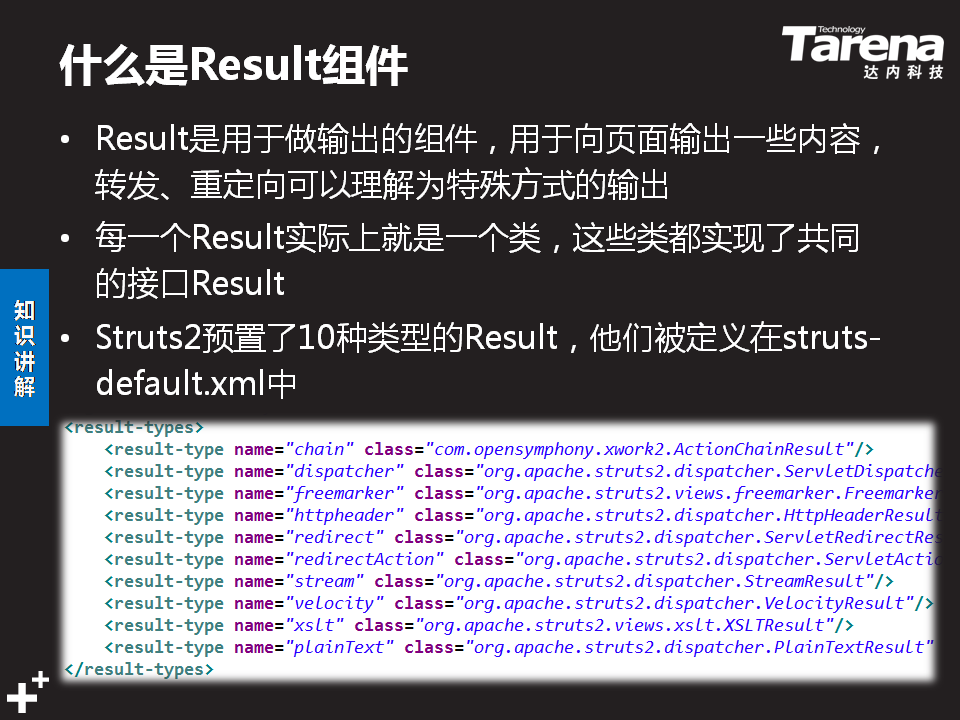 什么是Result组件
Technology
Tarena
达内科技
• Result是用于做输出的组件，用于向页面输出一些内容，
转发、重定向可以理解为特殊方式的输出
• 每一个Result实际上就是一个类，这些类都实现了共同
的接口Result
• Struts2预置了10种类型的Result，他们被定义在struts-
default.xml中
知识讲解
<result-types>
<result-type name="chain" class="com.opensymphony.xwork2.ActionChainResult"/>
<result-type name="dispatcher" class="org.apache.struts2.dispatcher.ServletDispatche
<result-type name="freemarker" class="org.apache.struts2.views.freemarker.Freemarker
<result-type name="httpheader" class="org.apache.struts2.dispatcher.HttpHeaderResult
<result-type name="redirect" class="org.apache.struts2.dispatcher.ServletRedirectRes
<result-type name="redirectAction" class="org.apache.struts2.dispatcher.ServletActio
<result-type name="stream" class="org.apache.struts2.dispatcher.StreamResult"/>
<result-type name="velocity" class="org.apache.struts2.dispatcher.VelocityResult"/>
<result-type name="xslt" class="org.apache.struts2.views.xslt.XSLTResult"/>
<result-type name="plainText" class="org.apache.struts2.dispatcher.PlainTextResult"
</result-types>